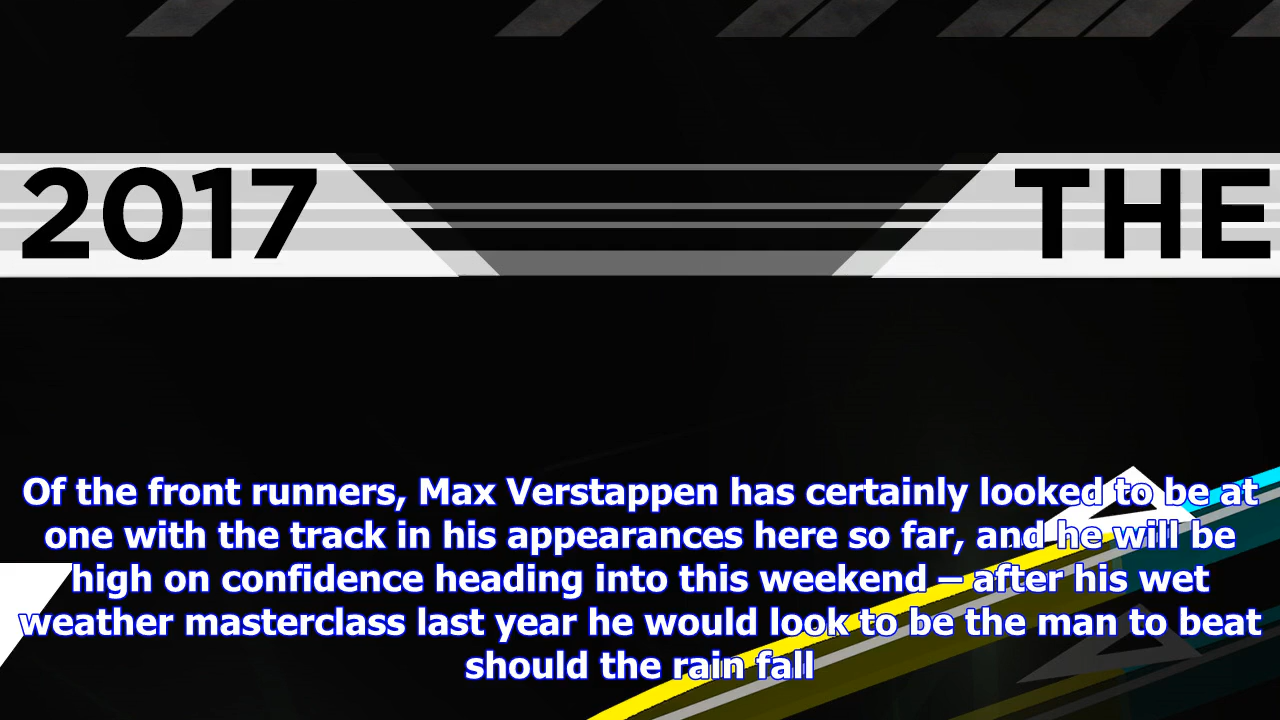 2017 THE
Of the front runners, Max Verstappen has certainly looked to be at
one with the track in his appearances here so far, and he will be
high on confidence heading into this weekend – after his wet
weather masterclass last year he would look to be the man to beat
should the rain fall